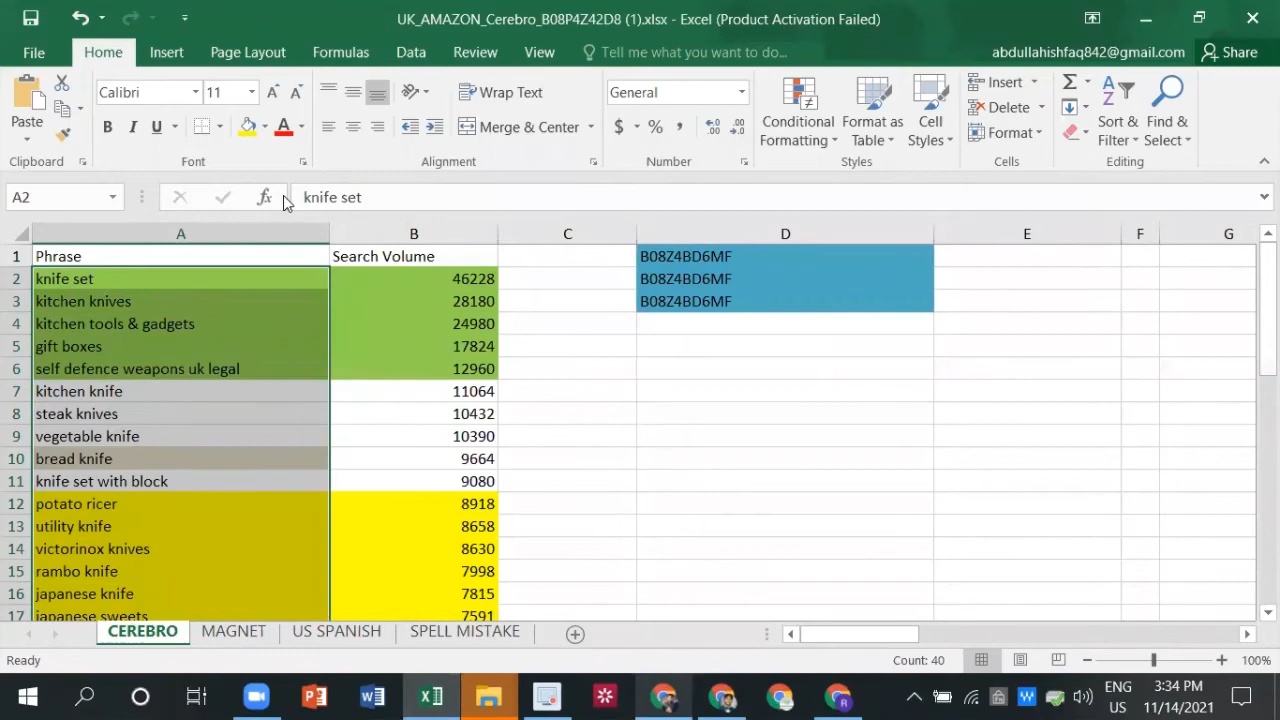 UK_AMAZON_Cerebro_B08P4Z42D8 (1).xlsx - Excel (Product Activation Failed)
File Home Insert Page Layout Formulas Data Review View Tell me what you want to do... abdullahishfaq842@gmail.com Share
Paste
Clipboard
Calibri 11
B I U
Font
Wrap Text
Merge & Center
Alignment
General
$ % ,
Number
Conditional Formatting
Format as Table
Cell Styles
Styles
Insert
Delete
Format
Cells
Sort & Filter
Find & Select
Editing
A2 fx knife set
A B C D E F G
1 Phrase Search Volume B08Z4BD6MF
2 knife set 46228 B08Z4BD6MF
3 kitchen knives 28180 B08Z4BD6MF
4 kitchen tools & gadgets 24980
5 gift boxes 17824
6 self defence weapons uk legal 12960
7 kitchen knife 11064
8 steak knives 10432
9 vegetable knife 10390
10 bread knife 9664
11 knife set with block 9080
12 potato ricer 8918
13 utility knife 8658
14 victorinox knives 8630
15 rambo knife 7998
16 japanese knife 7815
17 japanese sweets 7591
CEREBRO MAGNET US SPANISH SPELL MISTAKE
Ready Count: 40 100%
ENG 3:34 PM
US 11/14/2021